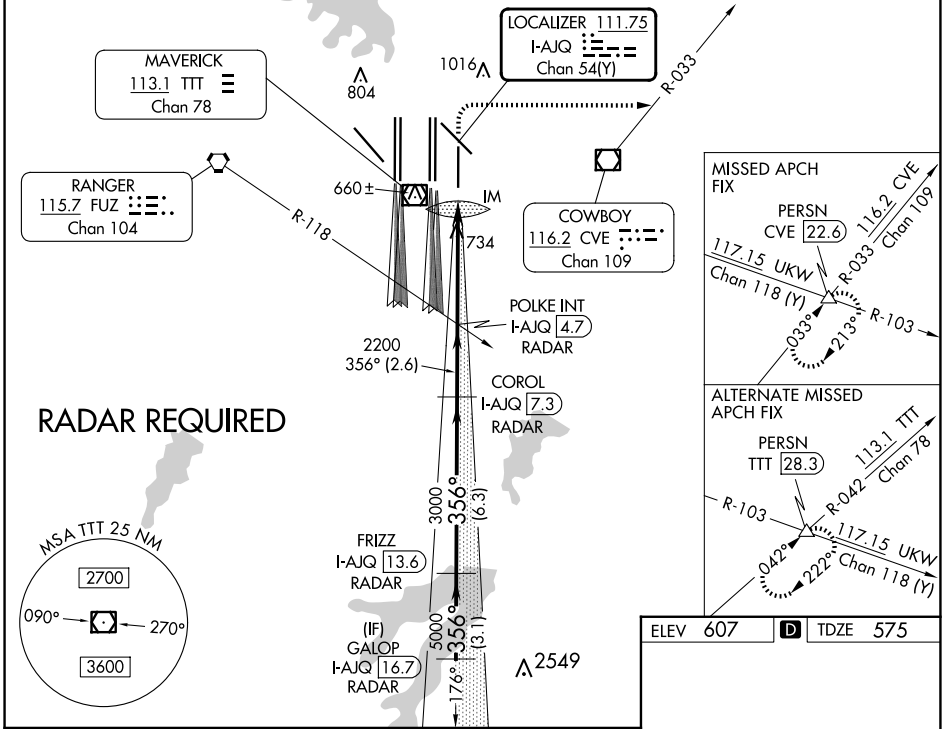 LOCALIZER 111.75
I-AJQ
Chan 54(Y)
R-033
MAVERICK
113.1 TTT
Chan 78
804
1016
RANGER
115.7 FUZ
Chan 104
660±
IM
R-118
734
COWBOY
116.2 CVE
Chan 109
POLKE INT
I-AJQ 4.7
RADAR
2200
356° (2.6)
COROL
I-AJQ 7.3
RADAR
RADAR REQUIRED
3000
356°
(6.3)
FRIZZ
I-AJQ 13.6
RADAR
5000
356°
(3.1)
(IF)
GALOP
I-AJQ 16.7
RADAR
176°
2549
MSA TTT 25 NM
2700
090°
270°
3600
MISSED APCH
FIX
PERSN
CVE 22.6
116.2 CVE
Chan 109
R-033
117.15 UKW
Chan 118 (Y)
R-103
033°
213°
ALTERNATE MISSED
APCH FIX
PERSN
TTT 28.3
113.1 TTT
Chan 78
R-042
R-103
117.15 UKW
Chan 118 (Y)
042°
222°
ELEV 607 D TDZE 575